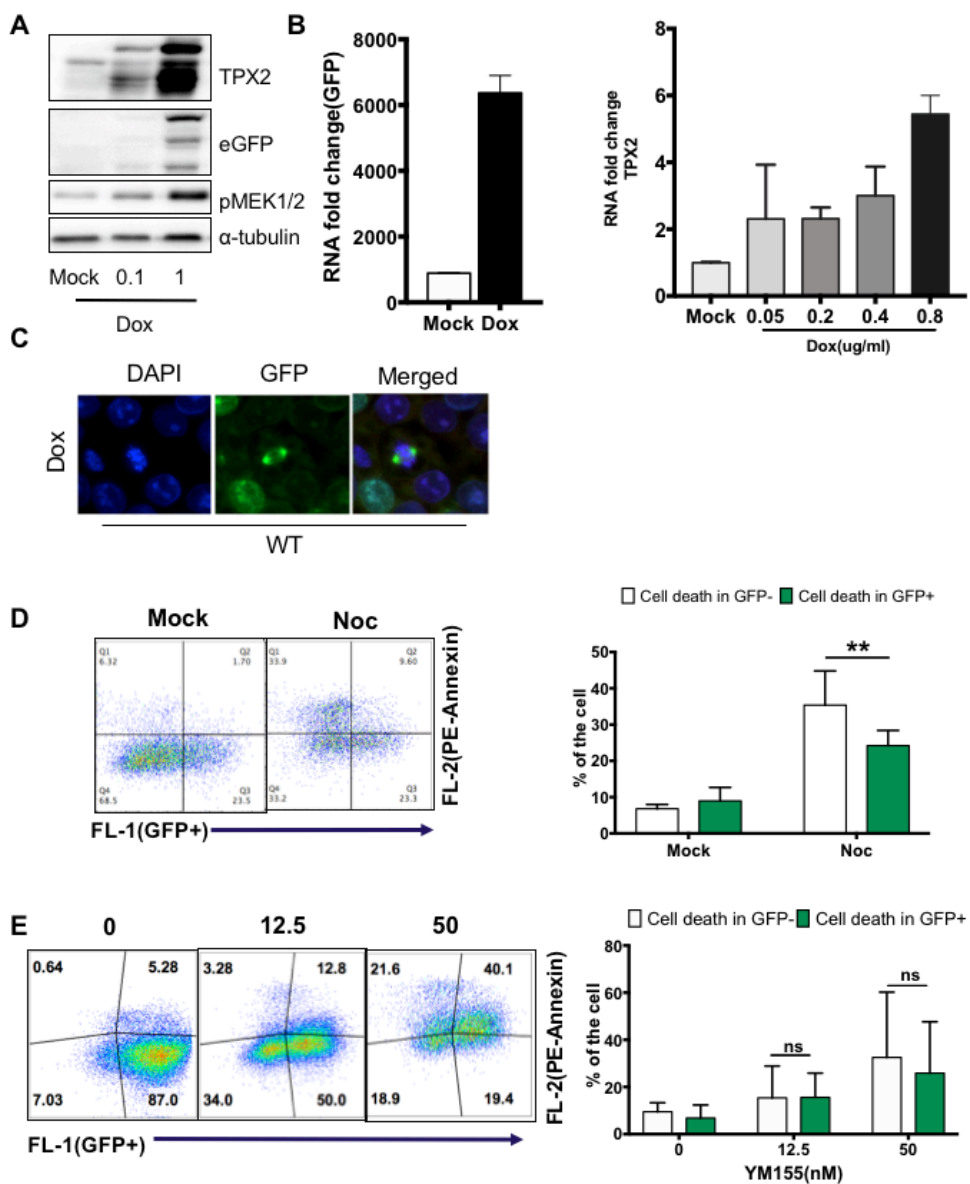 A
TPX2
eGFP
pMEK1/2
α-tubulin
Mock 0.1 1
Dox
B
RNA fold change(GFP)
8000
6000
4000
2000
0
Mock Dox
RNA fold change
TPX2
8
6
4
2
0
Mock 0.05 0.2 0.4 0.8
Dox(ug/ml)
C
DAPI GFP Merged
Dox
WT
D
Mock Noc
Q1
6.32
Q2
1.70
Q4
68.5
Q3
23.5
Q1
33.9
Q2
9.60
Q4
33.2
Q3
23.3
FL-2(PE-Annexin)
FL-1(GFP+)
Cell death in GFP- Cell death in GFP+
% of the cell
50
40
30
20
10
0
**
Mock Noc
E
0 12.5 50
0.64 5.28
7.03 87.0
3.28 12.8
34.0 50.0
21.6 40.1
18.9 19.4
FL-2(PE-Annexin)
FL-1(GFP+)
Cell death in GFP- Cell death in GFP+
% of the cell
80
60
40
20
0
ns
ns
0 12.5 50
YM155(nM)